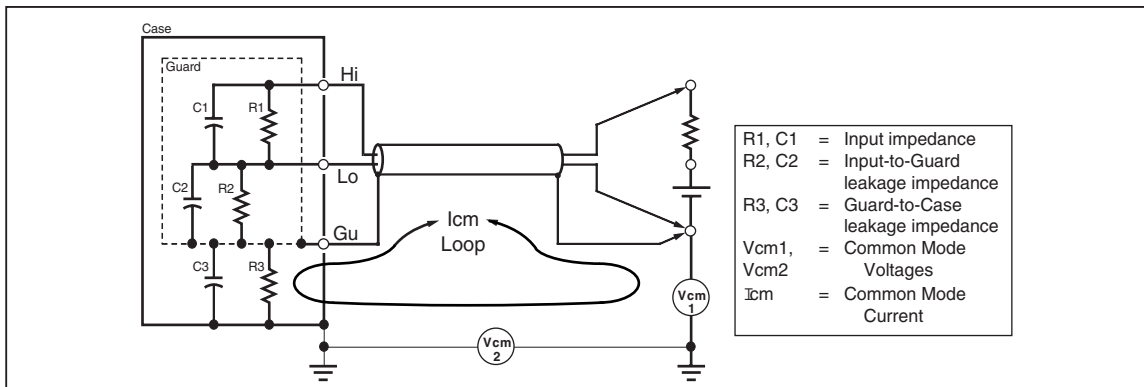 Case
Guard
Hi
C1
R1
Lo
C2
R2
Gu
C3
R3
Icm
Loop
Vcm
1
Vcm
2
R1, C1 = Input impedance
R2, C2 = Input-to-Guard
leakage impedance
R3, C3 = Guard-to-Case
leakage impedance
Vcm1, = Common Mode
Vcm2 Voltages
Icm = Common Mode
Current